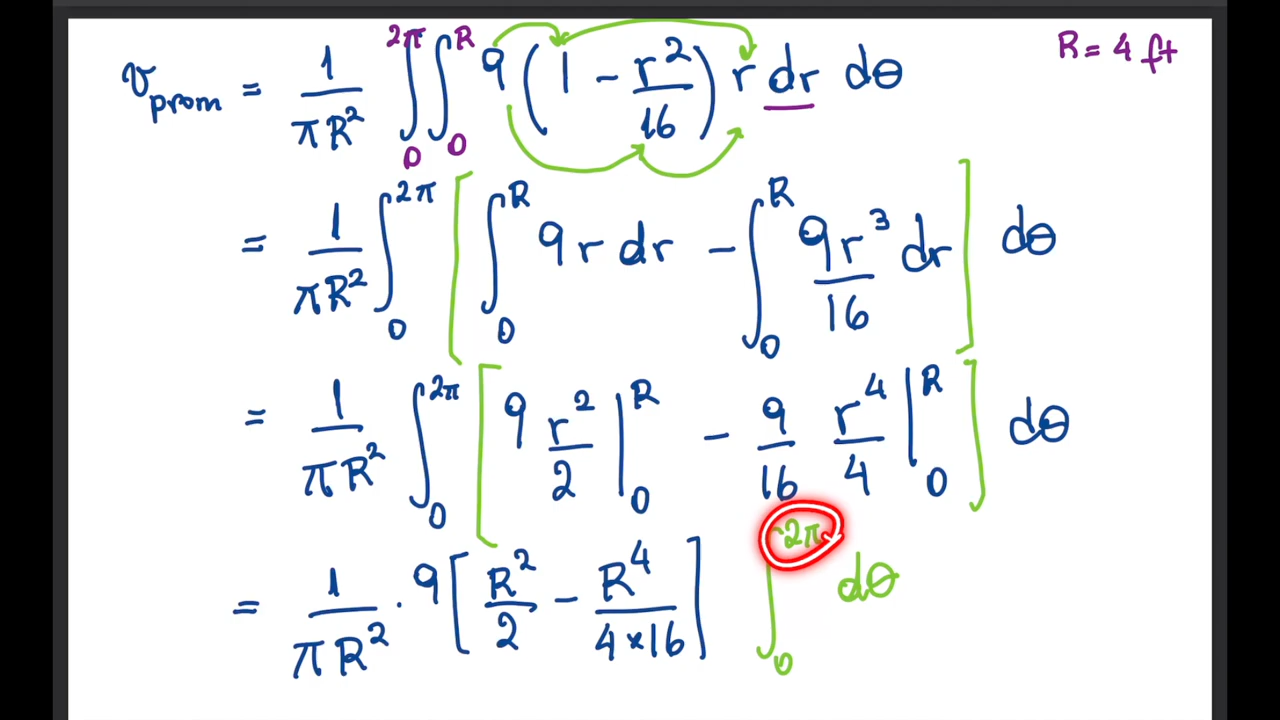 v_prom = 1/(πR²) ∫₀^2π ∫₀^R 9 (1 − r²/16) r dr dθ R = 4 ft
= 1/(πR²) ∫₀^2π [ ∫₀^R 9 r dr − ∫₀^R 9r³/16 dr ] dθ
= 1/(πR²) ∫₀^2π [ 9 r²/2 |₀^R − 9/16 r⁴/4 |₀^R ] dθ
= 1/(πR²) · 9 [ R²/2 − R⁴/(4×16) ] ∫₀^2π dθ